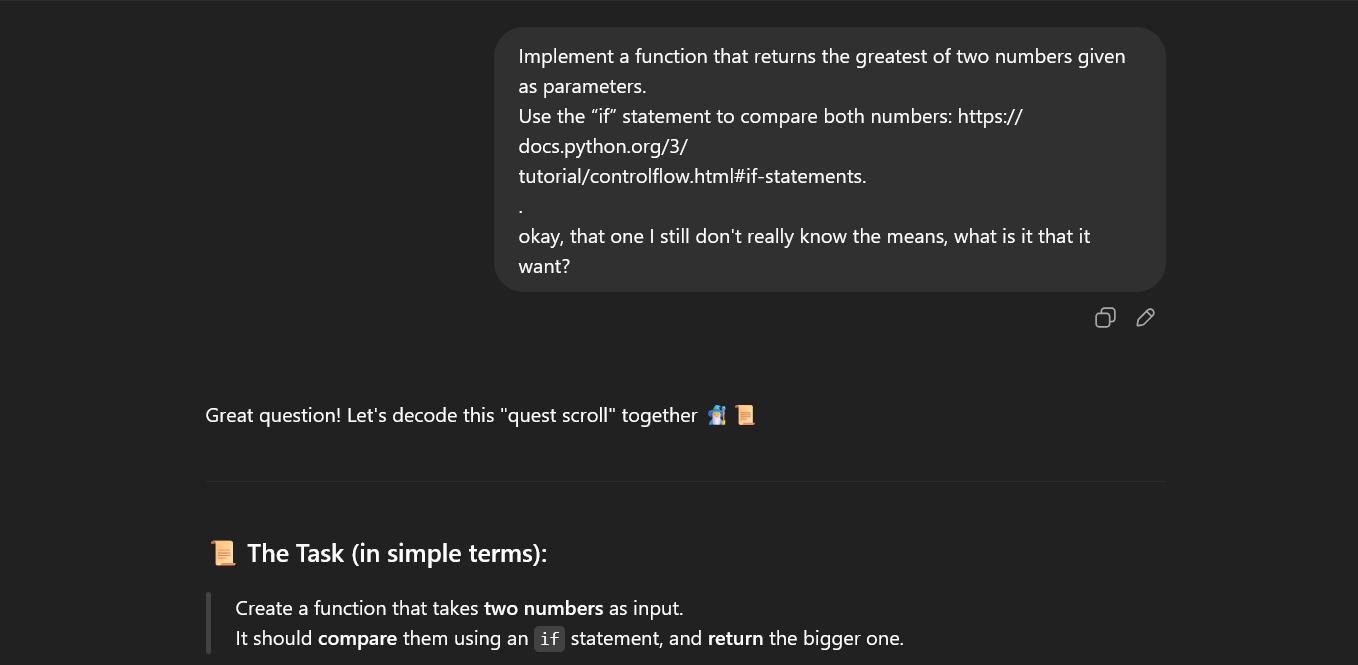 Implement a function that returns the greatest of two numbers given
as parameters.
Use the “if” statement to compare both numbers: https://
docs.python.org/3/
tutorial/controlflow.html#if-statements.
.
okay, that one I still don't really know the means, what is it that it
want?
Great question! Let's decode this "quest scroll" together 🧙‍♂️📜
📜 The Task (in simple terms):
Create a function that takes two numbers as input.
It should compare them using an if statement, and return the bigger one.